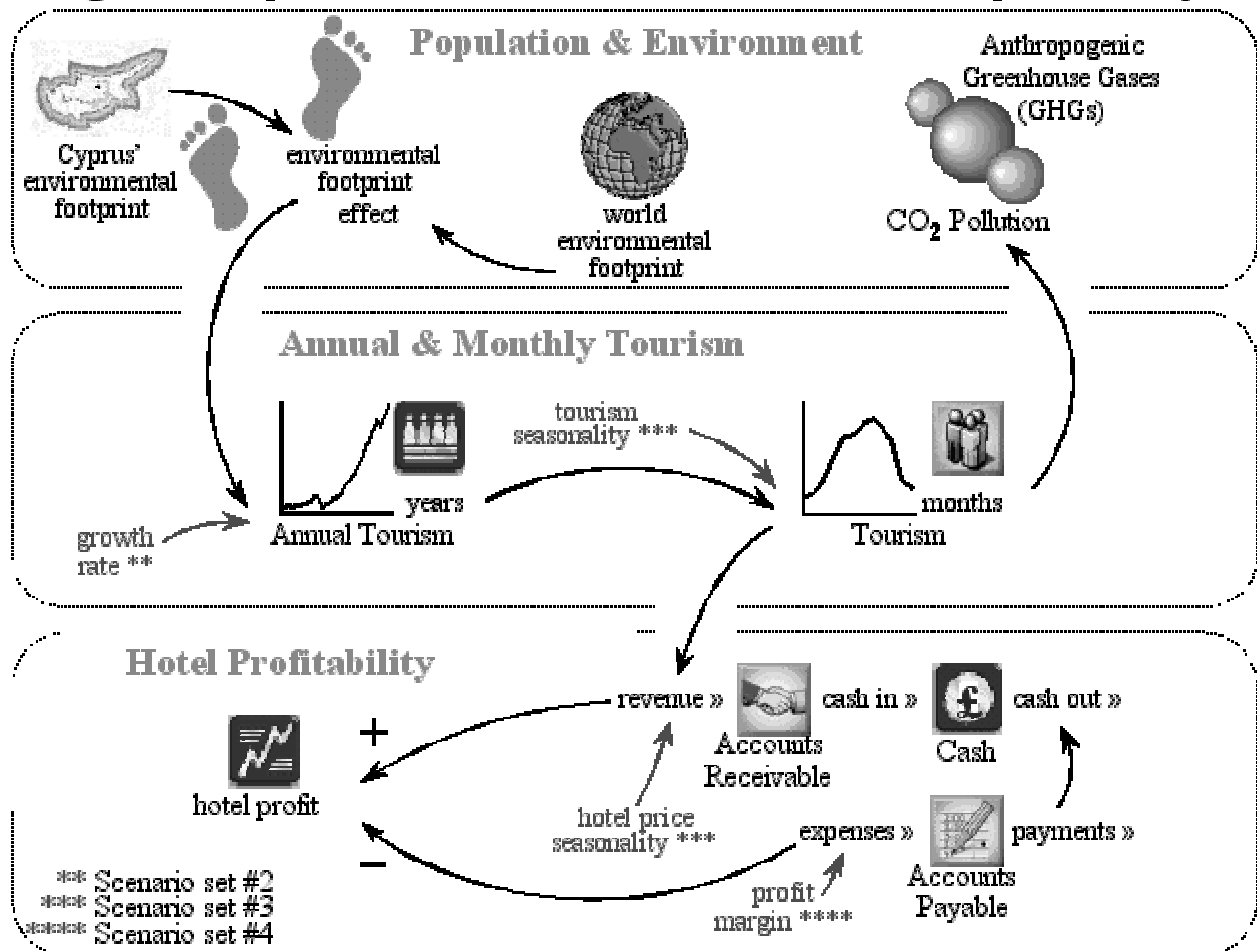 Population & Environment
Anthropogenic
Greenhouse Gases
(GHGs)
Cyprus'
environmental
footprint
environmental
footprint
effect
world
environmental
footprint
CO₂ Pollution
Annual & Monthly Tourism
tourism
seasonality ***
years
Annual Tourism
months
Tourism
growth
rate **
Hotel Profitability
revenue »
cash in »
£
cash out »
Accounts
Receivable
Cash
+
hotel profit
hotel price
seasonality ***
expenses »
payments »
−
profit
margin ****
Accounts
Payable
** Scenario set #2
*** Scenario set #3
**** Scenario set #4